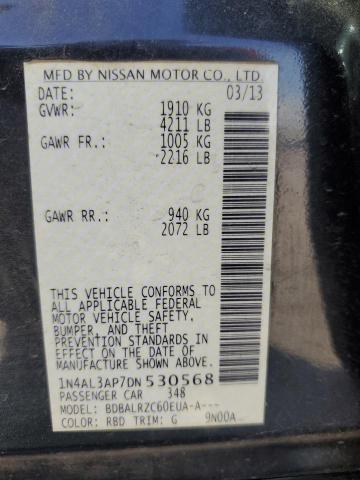 MFD BY NISSAN MOTOR CO., LTD.
DATE: 03/13
GVWR: 1910 KG
4211 LB
GAWR FR.: 1005 KG
2216 LB
GAWR RR.: 940 KG
2072 LB
THIS VEHICLE CONFORMS TO
ALL APPLICABLE FEDERAL
MOTOR VEHICLE SAFETY,
BUMPER, AND THEFT
PREVENTION STANDARDS IN
EFFECT ON THE DATE OF
MANUFACTURE SHOWN ABOVE.
1N4AL3AP7DN530568
PASSENGER CAR 348
MODEL: BDBALRZC60EUA-A---
COLOR: RBD TRIM: G 9N00A